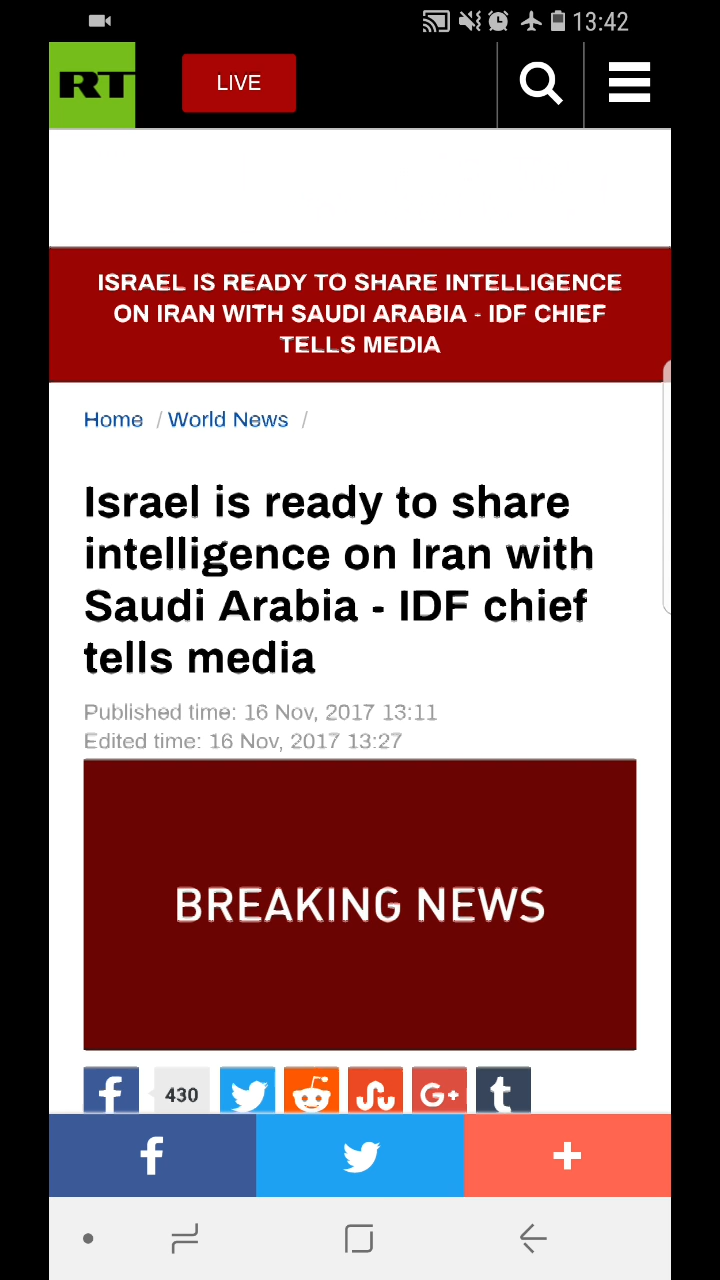 13:42
RT
LIVE
ISRAEL IS READY TO SHARE INTELLIGENCE
ON IRAN WITH SAUDI ARABIA - IDF CHIEF
TELLS MEDIA
Home / World News /
Israel is ready to share
intelligence on Iran with
Saudi Arabia - IDF chief
tells media
Published time: 16 Nov, 2017 13:11
Edited time: 16 Nov, 2017 13:27
BREAKING NEWS
f 430 G+ t
f +